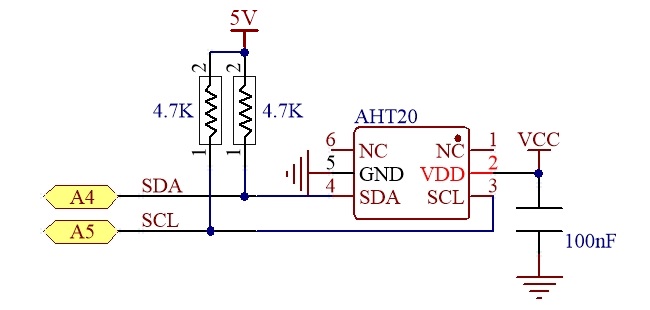 5V
2 2
4.7K 4.7K
1 1
AHT20
6 NC NC 1
5 GND VDD 2
4 SDA SCL 3
VCC
100nF
A4 SDA
A5 SCL